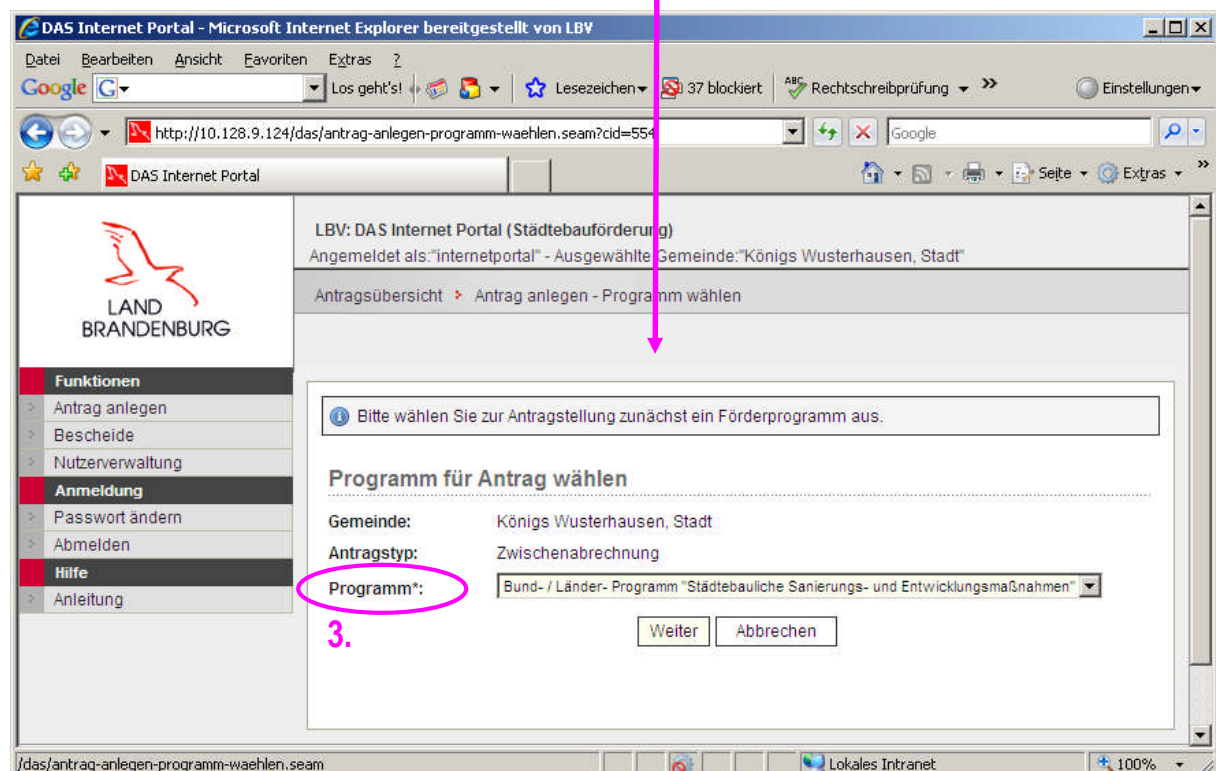 DAS Internet Portal - Microsoft Internet Explorer bereitgestellt von LBV
Datei Bearbeiten Ansicht Favoriten Extras ?
Google G Los geht's! Lesezeichen 37 blockiert ABC Rechtschreibprüfung » Einstellungen
http://10.128.9.124/das/antrag-anlegen-programm-waehlen.seam?cid=554 Google
DAS Internet Portal Seite Extras »
LAND
BRANDENBURG
LBV: DAS Internet Portal (Städtebauförderung)
Angemeldet als:"internetportal" - Ausgewählte Gemeinde:"Königs Wusterhausen, Stadt"
Antragsübersicht Antrag anlegen - Programm wählen
Funktionen
Antrag anlegen
Bescheide
Nutzerverwaltung
Anmeldung
Passwort ändern
Abmelden
Hilfe
Anleitung
Bitte wählen Sie zur Antragstellung zunächst ein Förderprogramm aus.
Programm für Antrag wählen
Gemeinde: Königs Wusterhausen, Stadt
Antragstyp: Zwischenabrechnung
Programm*: Bund- / Länder- Programm "Städtebauliche Sanierungs- und Entwicklungsmaßnahmen"
3.
Weiter Abbrechen
/das/antrag-anlegen-programm-waehlen.seam Lokales Intranet 100%